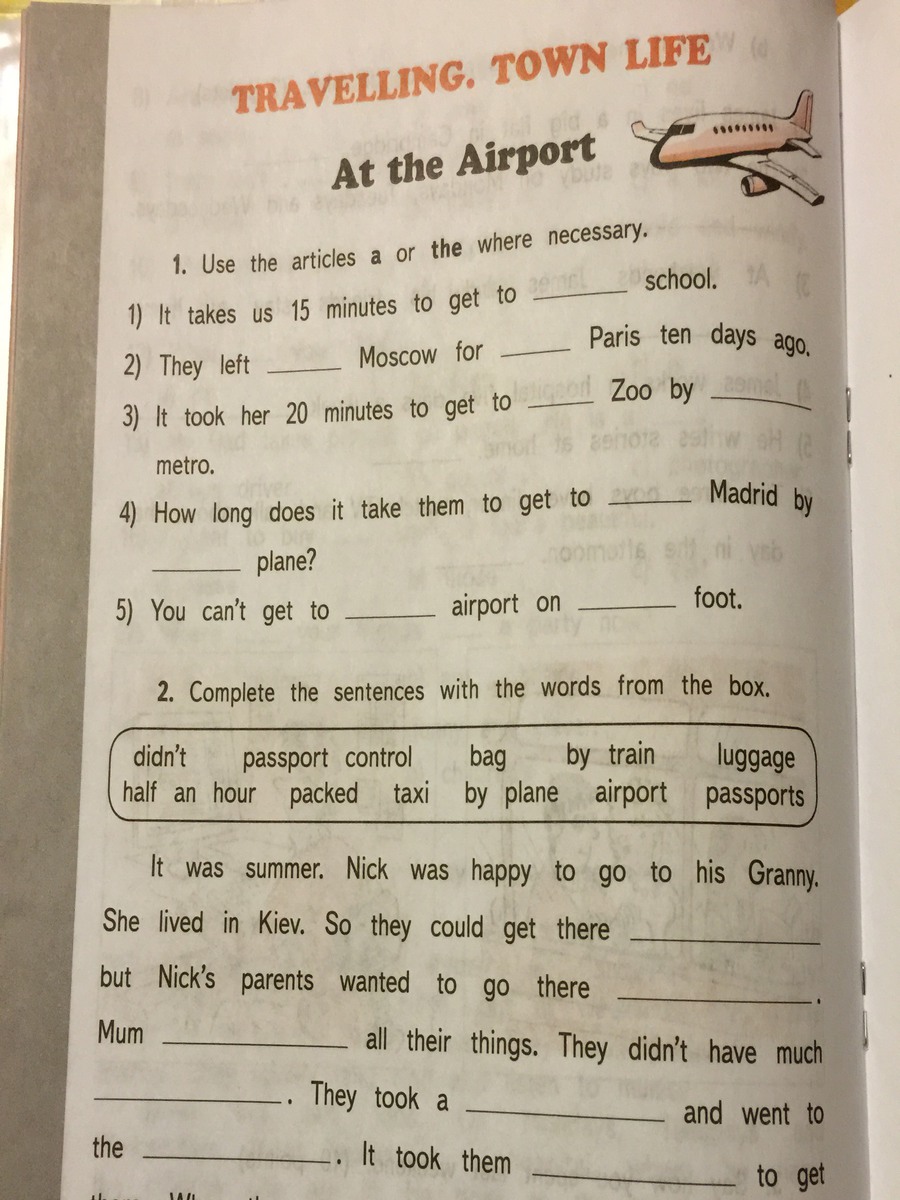 TRAVELLING. TOWN LIFE
At the Airport
1. Use the articles a or the where necessary.
1) It takes us 15 minutes to get to ______ school.
2) They left ______ Moscow for ______ Paris ten days ago.
3) It took her 20 minutes to get to ______ Zoo by ______
metro.
4) How long does it take them to get to ______ Madrid by
______ plane?
5) You can't get to ______ airport on ______ foot.
2. Complete the sentences with the words from the box.
didn't passport control bag by train luggage
half an hour packed taxi by plane airport passports
It was summer. Nick was happy to go to his Granny.
She lived in Kiev. So they could get there ______
but Nick's parents wanted to go there ______.
Mum ______ all their things. They didn't have much
______. They took a ______ and went to
the ______. It took them ______ to get